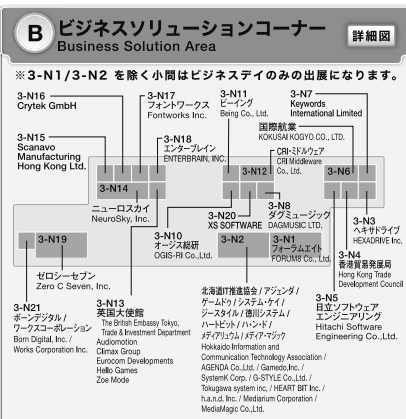 B ビジネスソリューションコーナー
Business Solution Area
詳細図
※3-N1/3-N2 を除く小間はビジネスデイのみの出展になります。
3-N16
Crytek GmbH
3-N17
フォントワークス
Fontworks Inc.
3-N11
ビーイング
Being Co.,Ltd.
3-N7
Keywords
International Limited
国際航業
KOKUSAI KOGYO CO., LTD.
3-N15
Scanavo
Manufacturing
Hong Kong Ltd.
3-N18
エンターブレイン
ENTERBRAIN, INC.
CRI・ミドルウェア
CRI Middleware
Co., Ltd.
3-N12
3-N6
3-N14
ニューロスカイ
NeuroSky, Inc.
3-N8
ダグミュージック
DAGMUSIC LTD.
3-N20
XS SOFTWARE
3-N3
ヘキサドライブ
HEXADRIVE Inc.
3-N10
オージス総研
OGIS-RI Co.,LTD.
3-N2
3-N1
フォーラムエイト
FORUM8 Co., Ltd.
3-N19
ゼロシーセブン
Zero C Seven, Inc.
3-N4
香港貿易発展局
Hong Kong Trade
Development Council
3-N5
日立ソフトウェア
エンジニアリング
Hitachi Software
Engineering Co.,Ltd.
3-N21
ボーンデジタル/
ワークスコーポレーション
Born Digital, Inc. /
Works Corporation Inc.
3-N13
英国大使館
The British Embassy Tokyo,
Trade & Investment Department
Audiomotion
Climax Group
Eurocom Developments
Hello Games
Zoe Mode
北海道IT推進協会 / アジェンダ /
ゲームドゥ / システム・ケイ /
ジースタイル / 徳川システム /
ハートビット / ハ・ン・ド /
メディアリウム / メディア・マジック
Hokkaido Information and
Communication Technology Association /
AGENDA Co.,Ltd. / Gamedo,Inc. /
SystemK Corp. / G-STYLE Co.,Ltd. /
Tokugawa system inc, / HEART BIT Inc. /
h.a.n.d. Inc. / Mediarium Corporation /
MediaMagic Co.,Ltd.